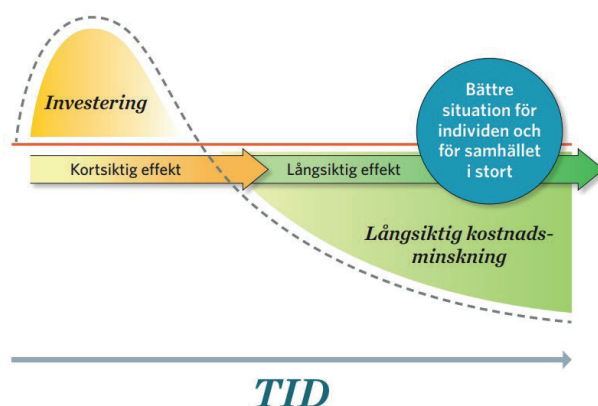 Investering
Bättre
situation för
individen och
för samhället
i stort
Kortsiktig effekt
Långsiktig effekt
Långsiktig kostnads-
minskning
TID